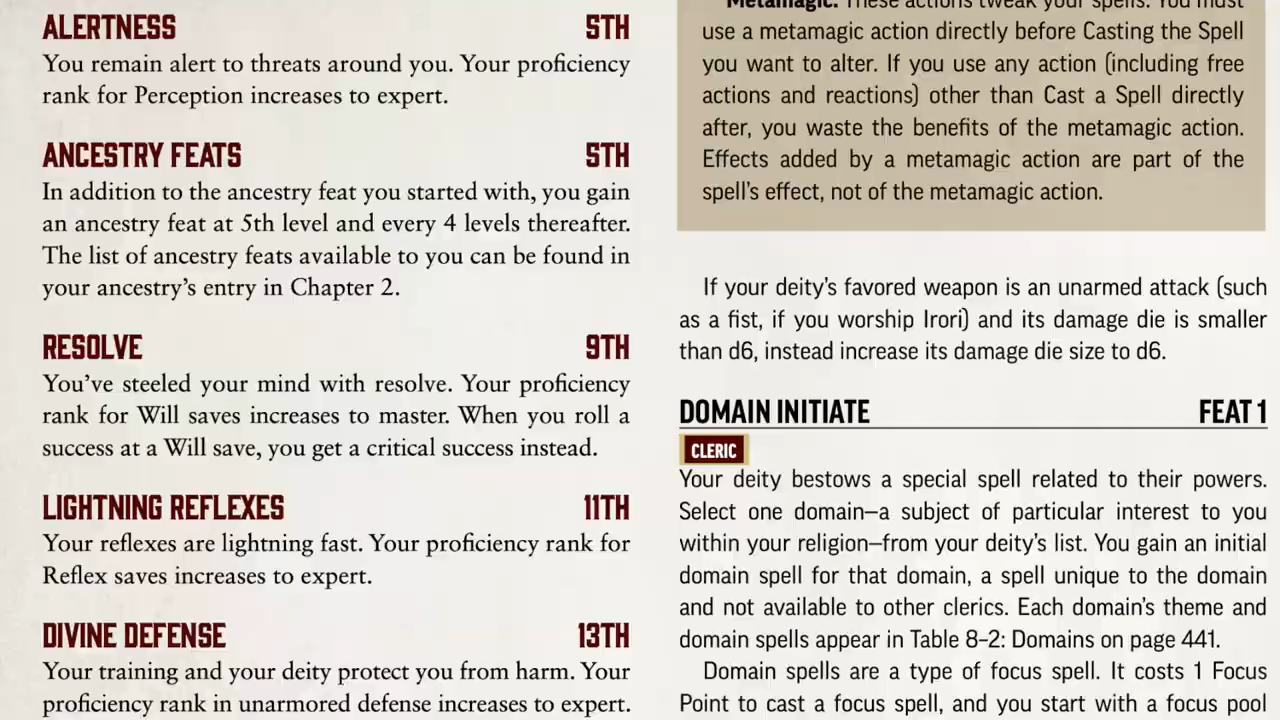 ALERTNESS 5TH
You remain alert to threats around you. Your proficiency
rank for Perception increases to expert.
ANCESTRY FEATS 5TH
In addition to the ancestry feat you started with, you gain
an ancestry feat at 5th level and every 4 levels thereafter.
The list of ancestry feats available to you can be found in
your ancestry's entry in Chapter 2.
RESOLVE 9TH
You've steeled your mind with resolve. Your proficiency
rank for Will saves increases to master. When you roll a
success at a Will save, you get a critical success instead.
LIGHTNING REFLEXES 11TH
Your reflexes are lightning fast. Your proficiency rank for
Reflex saves increases to expert.
DIVINE DEFENSE 13TH
Your training and your deity protect you from harm. Your
proficiency rank in unarmored defense increases to expert.
Metamagic: These actions tweak your spells. You must
use a metamagic action directly before Casting the Spell
you want to alter. If you use any action (including free
actions and reactions) other than Cast a Spell directly
after, you waste the benefits of the metamagic action.
Effects added by a metamagic action are part of the
spell's effect, not of the metamagic action.
If your deity's favored weapon is an unarmed attack (such
as a fist, if you worship Irori) and its damage die is smaller
than d6, instead increase its damage die size to d6.
DOMAIN INITIATE FEAT 1
CLERIC
Your deity bestows a special spell related to their powers.
Select one domain—a subject of particular interest to you
within your religion—from your deity's list. You gain an initial
domain spell for that domain, a spell unique to the domain
and not available to other clerics. Each domain's theme and
domain spells appear in Table 8–2: Domains on page 441.
Domain spells are a type of focus spell. It costs 1 Focus
Point to cast a focus spell, and you start with a focus pool